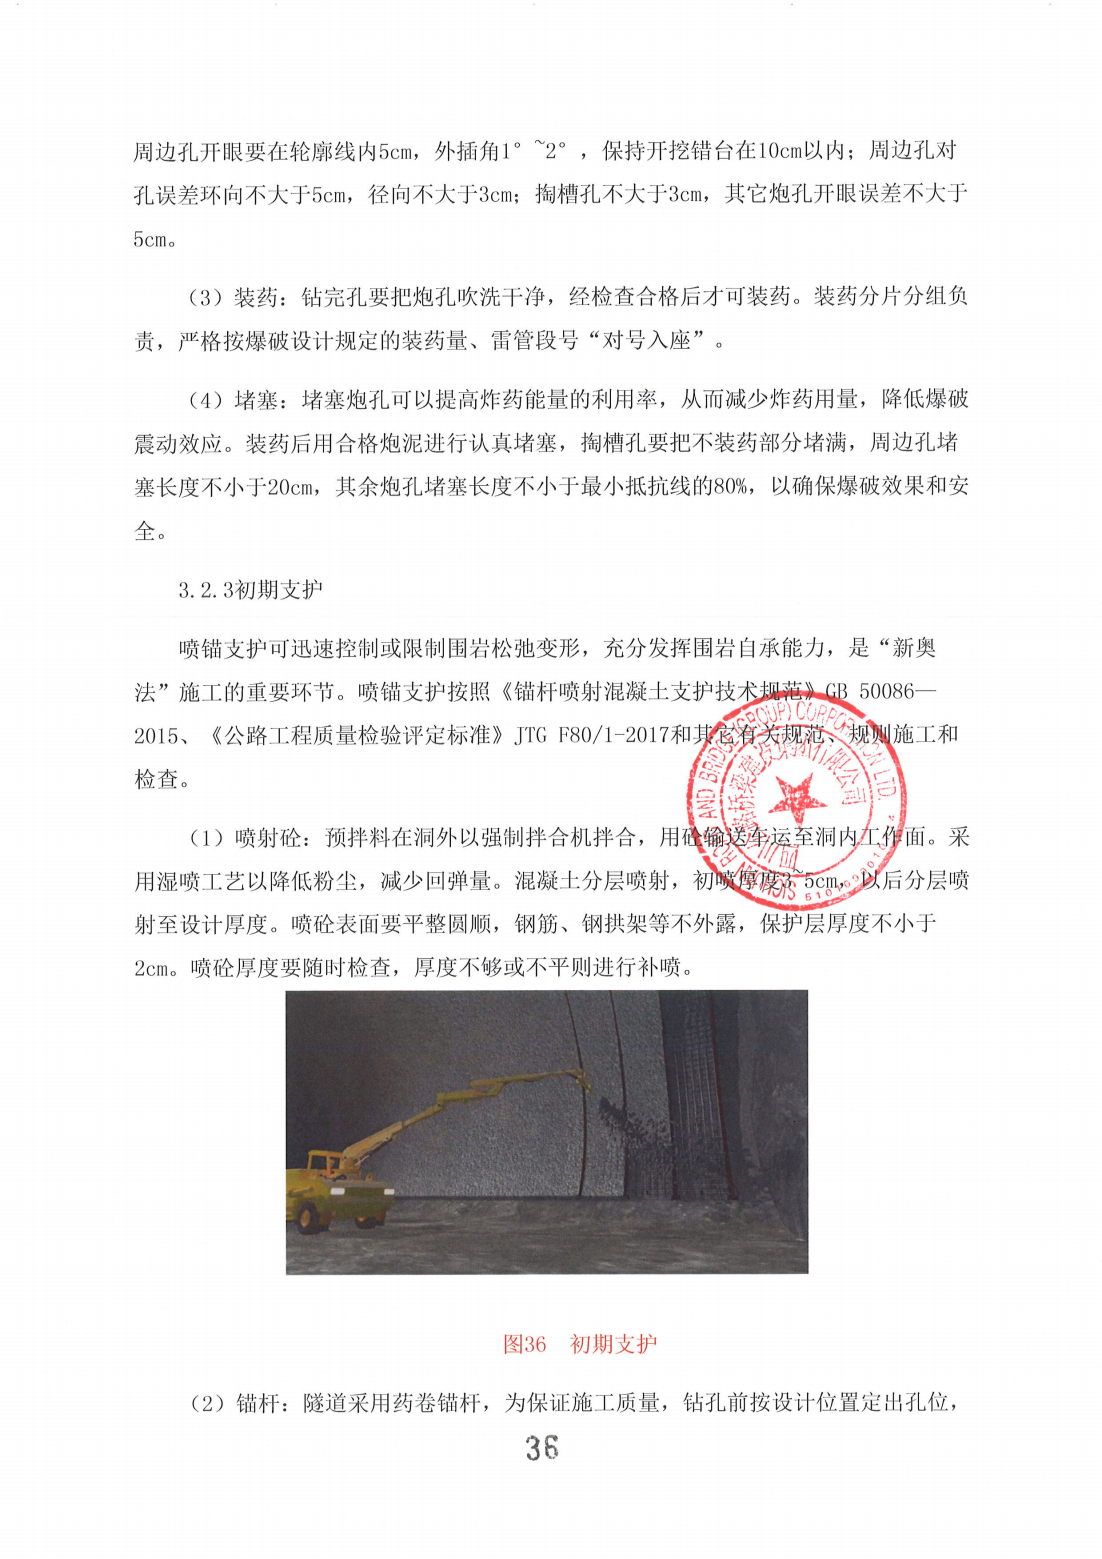 周边孔开眼要在轮廓线内5cm，外插角1°~2°，保持开挖错台在10cm以内；周边孔对
孔误差环向不大于5cm，径向不大于3cm；掏槽孔不大于3cm，其它炮孔开眼误差不大于
5cm。
（3）装药：钻完孔要把炮孔吹洗干净，经检查合格后才可装药。装药分片分组负
责，严格按爆破设计规定的装药量、雷管段号“对号入座”。
（4）堵塞：堵塞炮孔可以提高炸药能量的利用率，从而减少炸药用量，降低爆破
震动效应。装药后用合格炮泥进行认真堵塞，掏槽孔要把不装药部分堵满，周边孔堵
塞长度不小于20cm，其余炮孔堵塞长度不小于最小抵抗线的80%，以确保爆破效果和安
全。
3.2.3初期支护
喷锚支护可迅速控制或限制围岩松弛变形，充分发挥围岩自承能力，是“新奥
法”施工的重要环节。喷锚支护按照《锚杆喷射混凝土支护技术规范》GB 50086—
2015、《公路工程质量检验评定标准》JTG F80/1-2017和其它有关规范、规则施工和
检查。
（1）喷射砼：预拌料在洞外以强制拌合机拌合，用砼输送车运至洞内工作面。采
用湿喷工艺以降低粉尘，减少回弹量。混凝土分层喷射，初喷厚度3~5cm，以后分层喷
射至设计厚度。喷砼表面要平整圆顺，钢筋、钢拱架等不外露，保护层厚度不小于
2cm。喷砼厚度要随时检查，厚度不够或不平则进行补喷。
SICHUAN ROAD AND BRIDGE (GROUP) CORPORATION LTD.
四川路桥梁建设集团有限公司
图36 初期支护
（2）锚杆：隧道采用药卷锚杆，为保证施工质量，钻孔前按设计位置定出孔位，
36